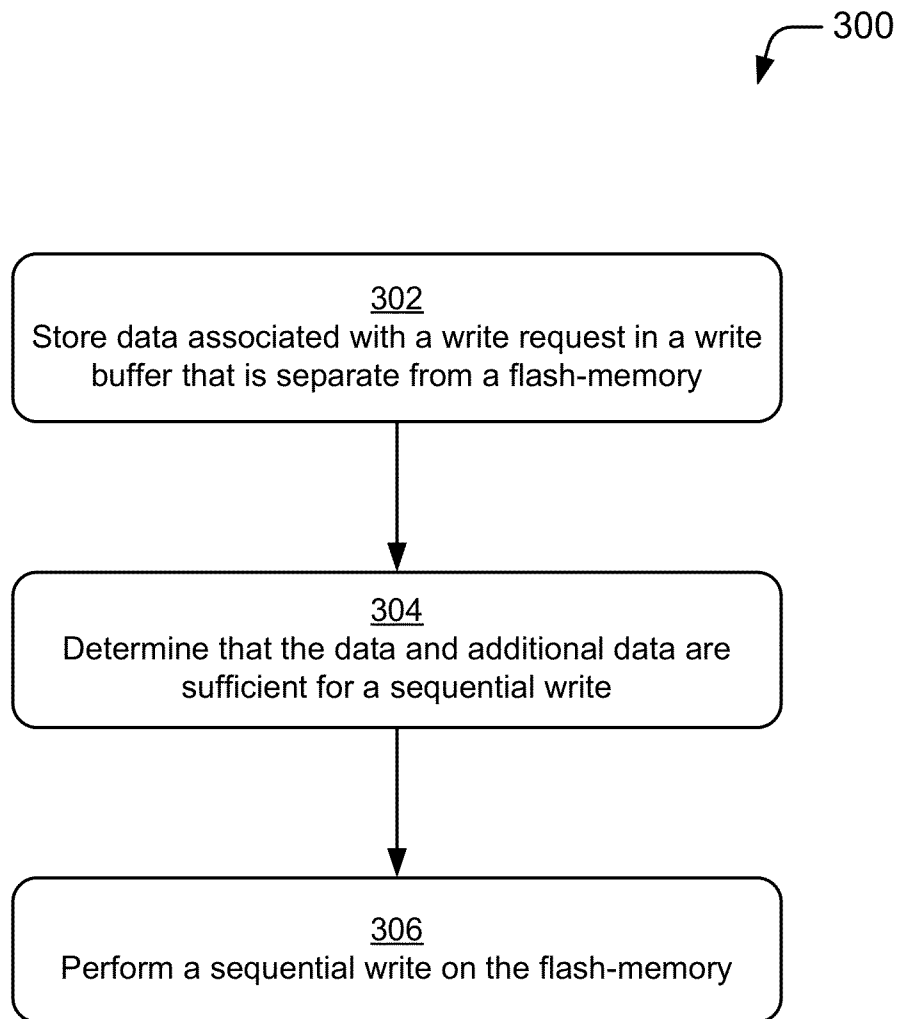 300
302
Store data associated with a write request in a write
buffer that is separate from a flash-memory
304
Determine that the data and additional data are
sufficient for a sequential write
306
Perform a sequential write on the flash-memory